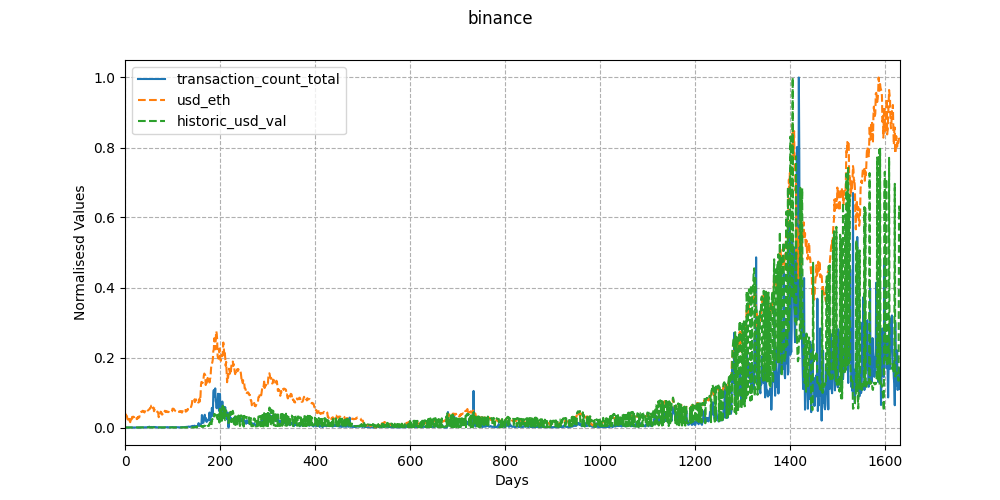 binance
transaction_count_total
usd_eth
historic_usd_val
Normalisesd Values
1.0
0.8
0.6
0.4
0.2
0.0
0 200 400 600 800 1000 1200 1400 1600
Days